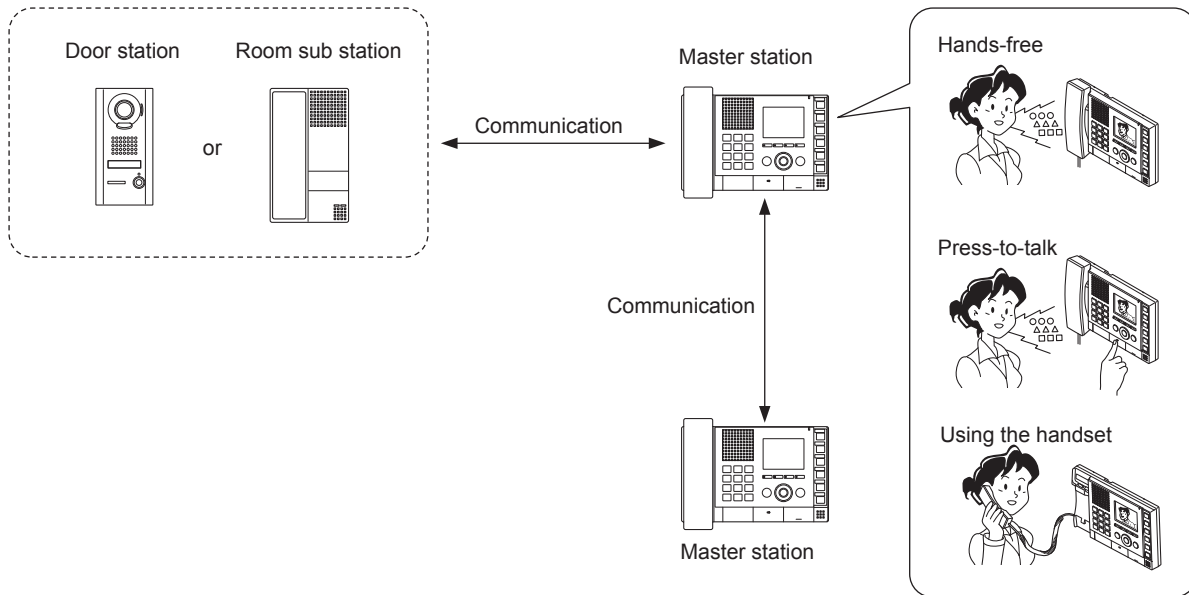 Door station
Room sub station
or
Communication
Master station
Communication
Master station
Hands-free
Press-to-talk
Using the handset